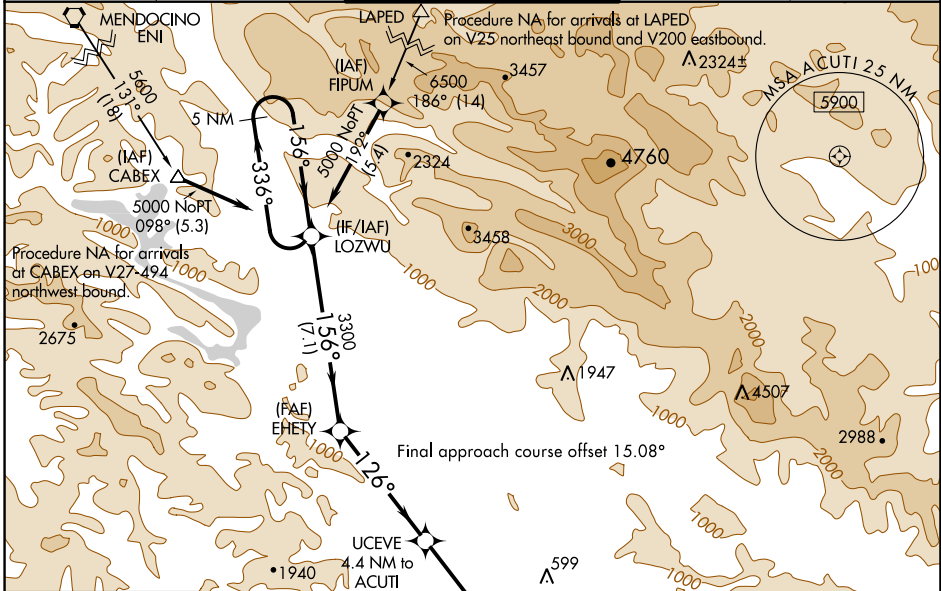 MENDOCINO
ENI
5600
131°
(18)
(IAF)
CABEX
5000 NoPT
098° (5.3)
Procedure NA for arrivals
at CABEX on V27-494
northwest bound.
5 NM
336°
156°
LAPED
Procedure NA for arrivals at LAPED
on V25 northeast bound and V200 eastbound.
6500
186° (14)
(IAF)
FIPUM
5000 NoPT
192°
(5.4)
(IF/IAF)
LOZWU
3457
2324
2324±
4760
3458
3000
MSA ACUTI 25 NM
5900
1000
1000
1000
2000
2000
1000
2675
3300
156°
(7.1)
1947
4507
1000
2988
2000
(FAF)
EHETY
1000
126°
Final approach course offset 15.08°
UCEVE
4.4 NM to
ACUTI
1940
599
1000
1000